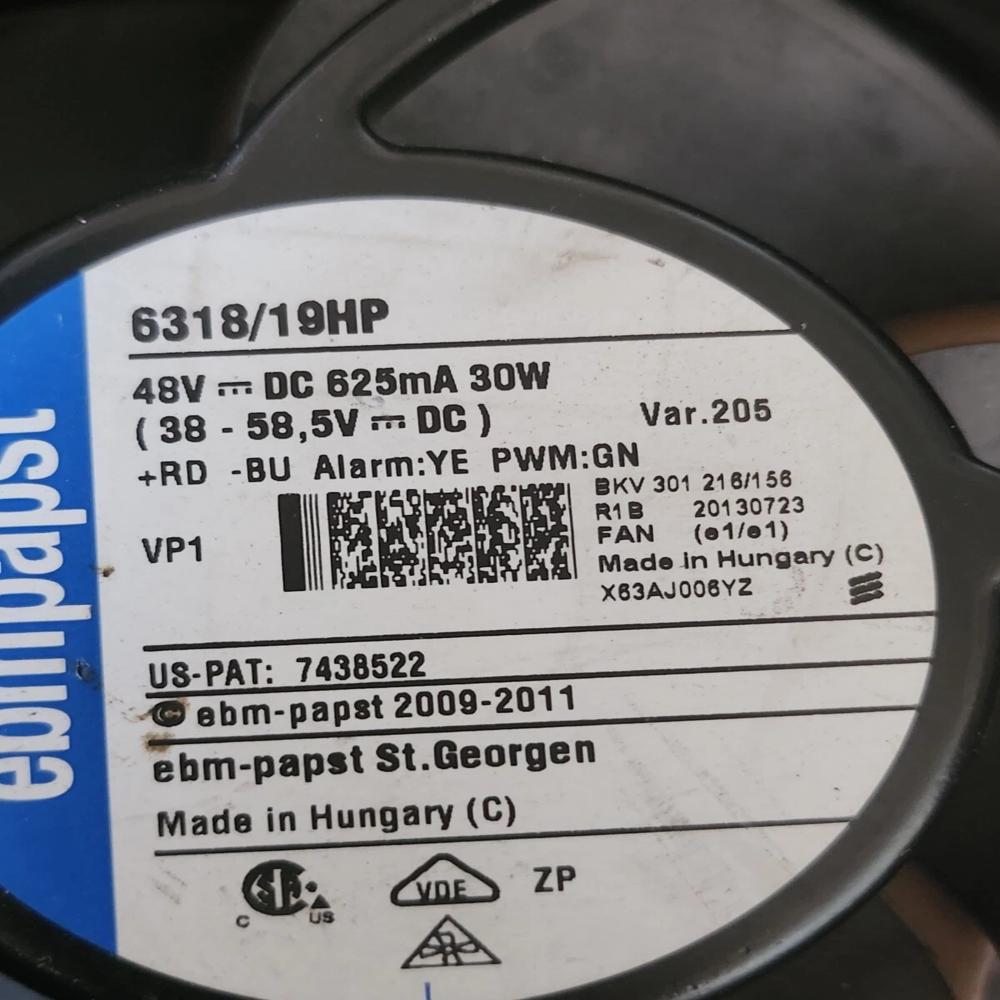 ebmpapst
6318/19HP
48V ⎓ DC 625mA 30W
( 38 - 58,5V ⎓ DC )
Var.205
+RD -BU Alarm:YE PWM:GN
VP1
BKV 301 216/156
R1B 20130723
FAN (e1/e1)
Made in Hungary (C)
X63AJ006YZ
US-PAT: 7438522
© ebm-papst 2009-2011
ebm-papst St.Georgen
Made in Hungary (C)
C SA US
VDE
ZP